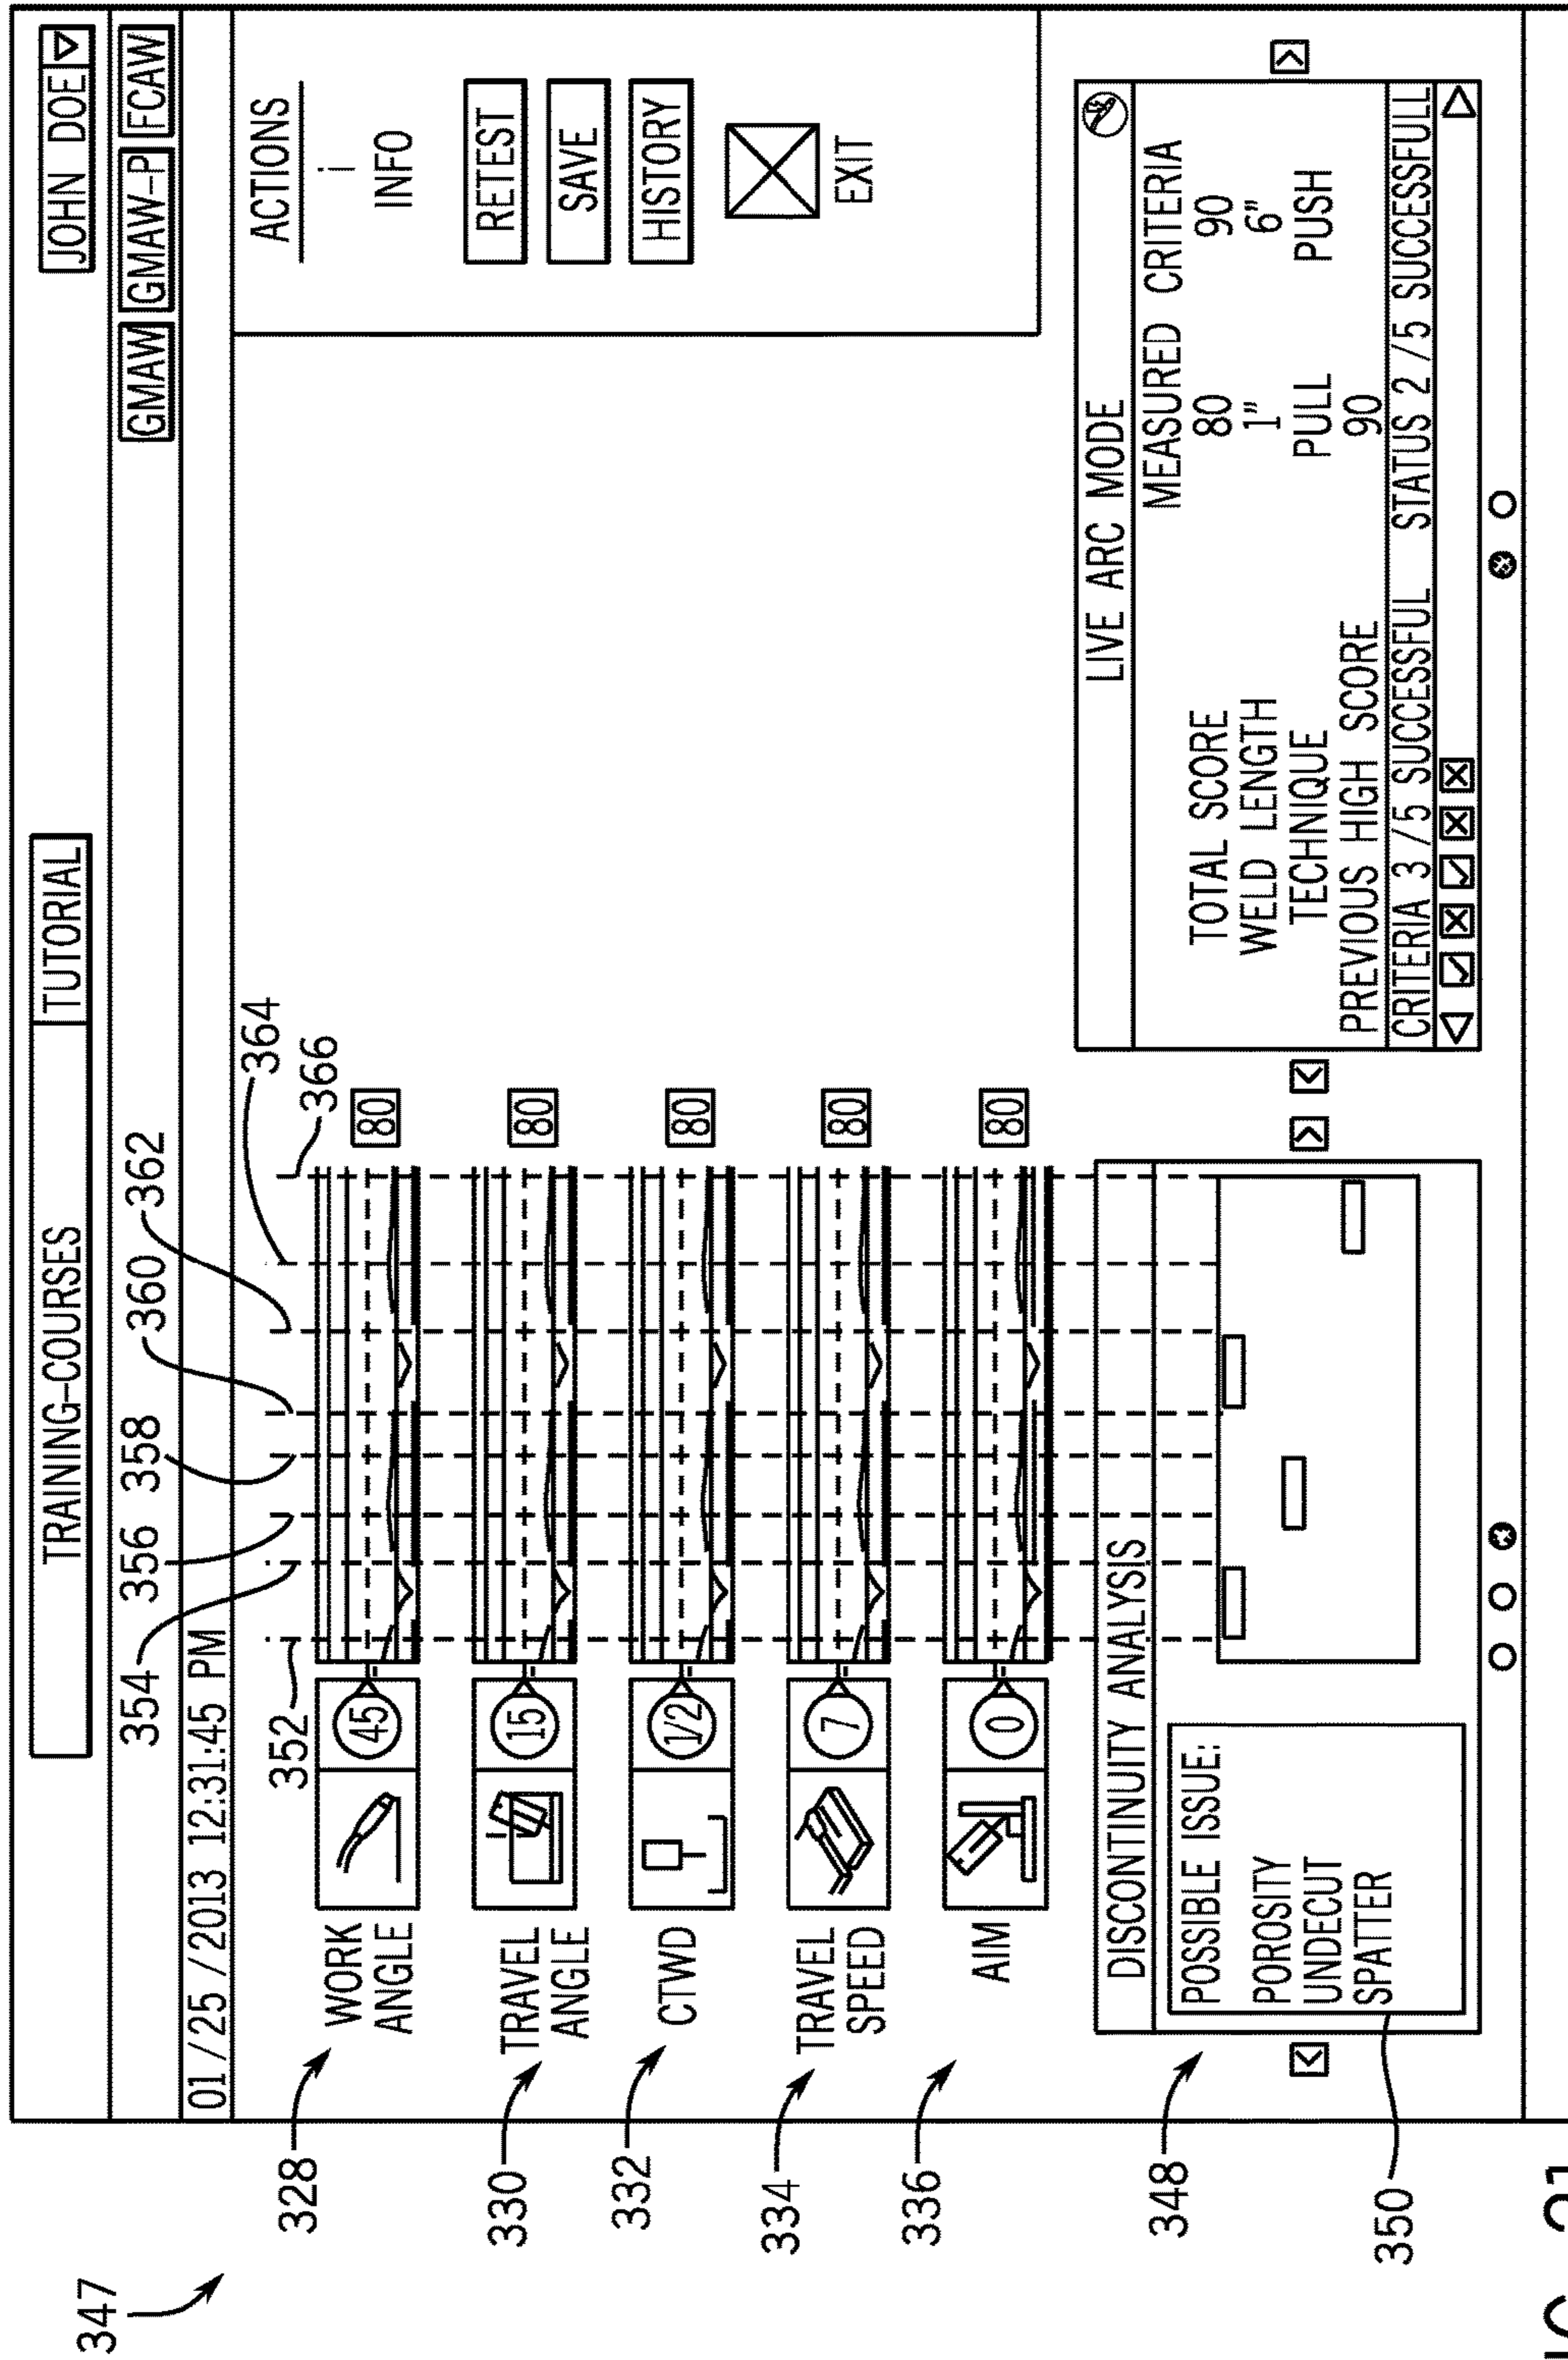 347
TRAINING-COURSES TUTORIAL JOHN DOE
GMAW GMAW-P FCAW
01/25/2013 12:31:45 PM
352 354 356 358 360 362 364 366
328 WORK ANGLE 45 80
330 TRAVEL ANGLE 15 80
332 CTWD 1/2 80
334 TRAVEL SPEED 7 80
336 AIM 0 80
ACTIONS
i
INFO
RETEST
SAVE
HISTORY
EXIT
348
DISCONTINUITY ANALYSIS
POSSIBLE ISSUE:
POROSITY
UNDECUT
SPATTER
350
LIVE ARC MODE
MEASURED CRITERIA
TOTAL SCORE 80 90
WELD LENGTH 1" 6"
TECHNIQUE PULL PUSH
PREVIOUS HIGH SCORE 90
CRITERIA 3 /5 SUCCESSFUL STATUS 2 /5 SUCCESSFULL